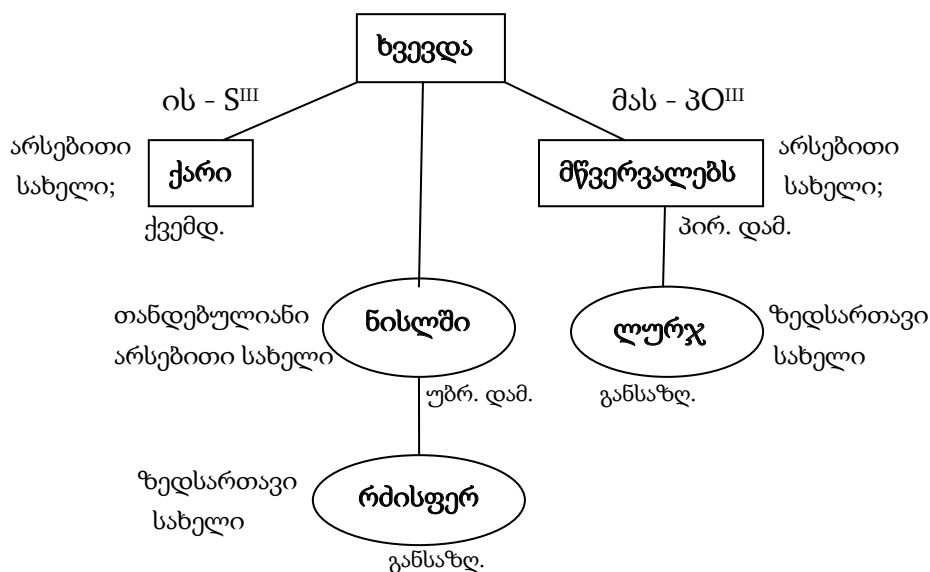 ხვევდა
ის - Sᴵᴵᴵ
მას - პOᴵᴵᴵ
არსებითი
სახელი;
ქარი
ქვემდ.
მწვერვალებს
პირ. დამ.
არსებითი
სახელი;
თანდებულიანი
არსებითი სახელი
ნისლში
უბრ. დამ.
ლურჯ
განსაზღ.
ზედსართავი
სახელი
ზედსართავი
სახელი
რძისფერ
განსაზღ.